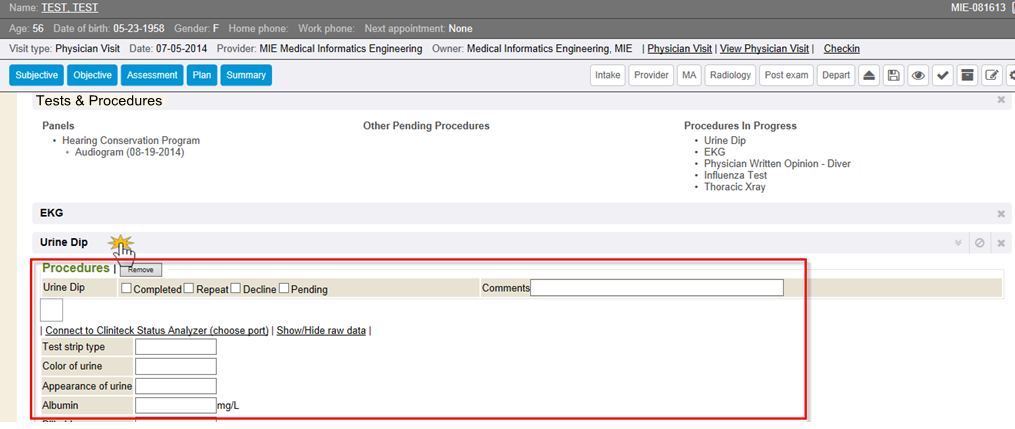 Name: TEST, TEST MIE-081613
Age: 56 Date of birth: 05-23-1958 Gender: F Home phone: Work phone: Next appointment: None
Visit type: Physician Visit Date: 07-05-2014 Provider: MIE Medical Informatics Engineering Owner: Medical Informatics Engineering, MIE | Physician Visit | View Physician Visit | Checkin
Subjective Objective Assessment Plan Summary Intake Provider MA Radiology Post exam Depart
Tests & Procedures
Panels Other Pending Procedures Procedures In Progress
• Hearing Conservation Program • Urine Dip
• Audiogram (08-19-2014) • EKG
• Physician Written Opinion - Diver
• Influenza Test
• Thoracic Xray
EKG
Urine Dip
Procedures | Remove
Urine Dip Completed Repeat Decline Pending Comments
| Connect to Cliniteck Status Analyzer (choose port) | Show/Hide raw data |
Test strip type
Color of urine
Appearance of urine
Albumin mg/L